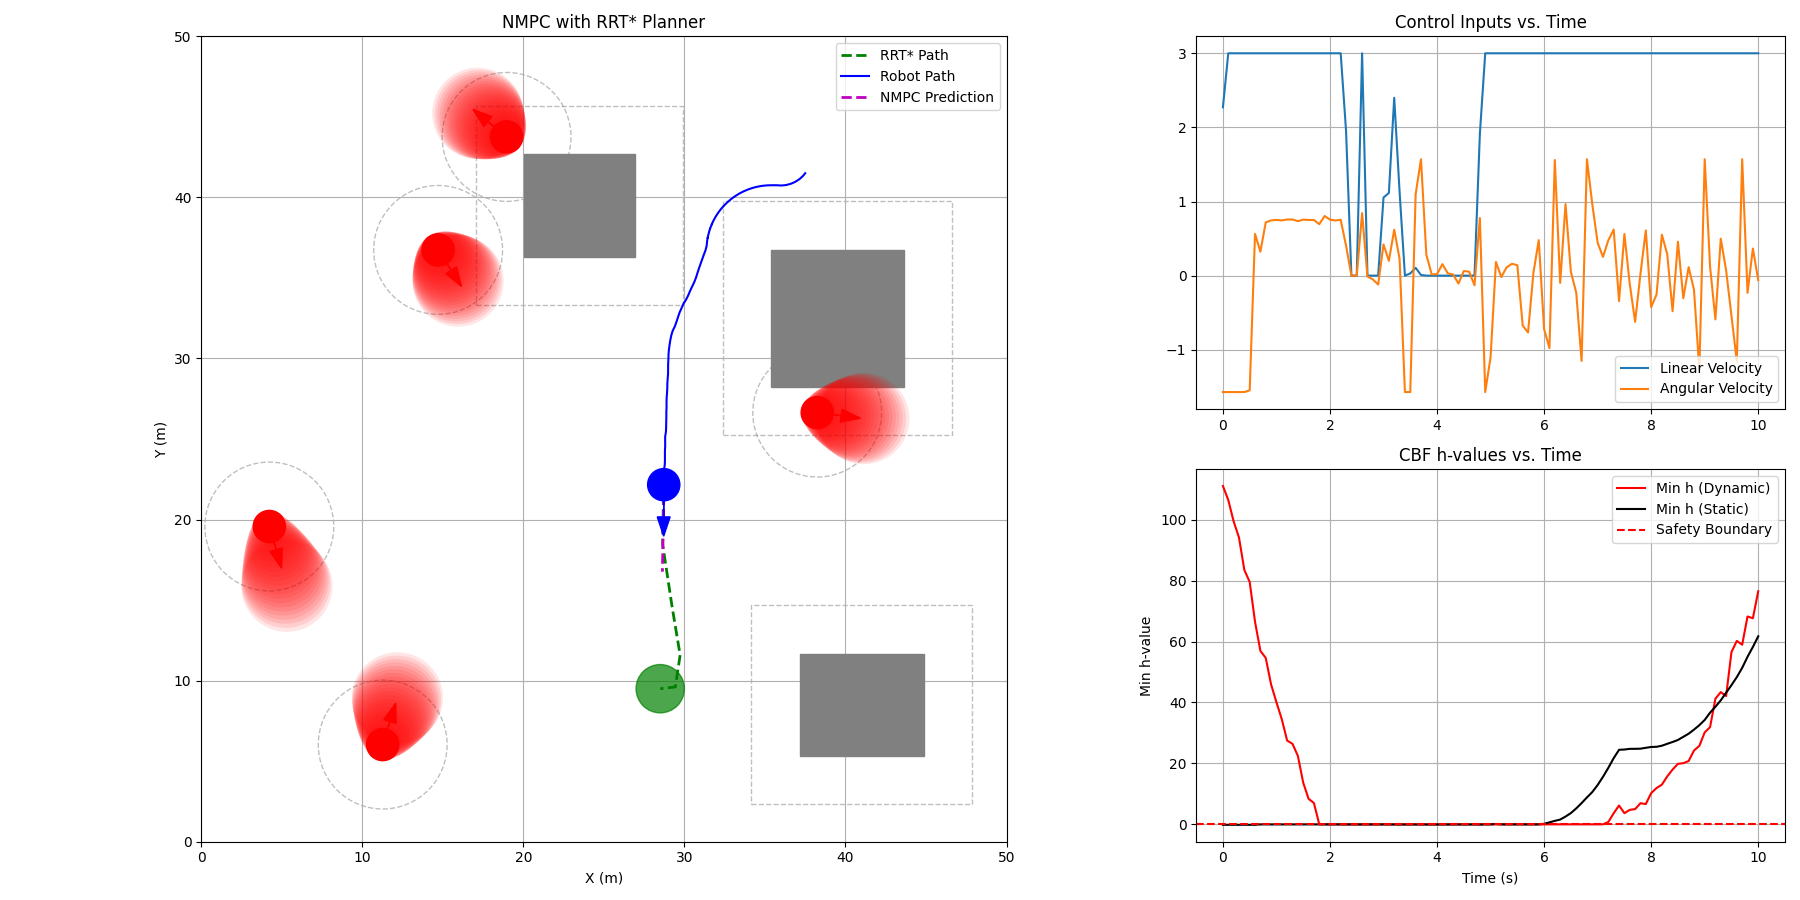 NMPC with RRT* Planner
50
40
30
20
10
0
Y (m)
0 10 20 30 40 50
X (m)
RRT* Path
Robot Path
NMPC Prediction
Control Inputs vs. Time
3
2
1
0
−1
0 2 4 6 8 10
Linear Velocity
Angular Velocity
CBF h-values vs. Time
100
80
60
40
20
0
Min h-value
0 2 4 6 8 10
Time (s)
Min h (Dynamic)
Min h (Static)
Safety Boundary